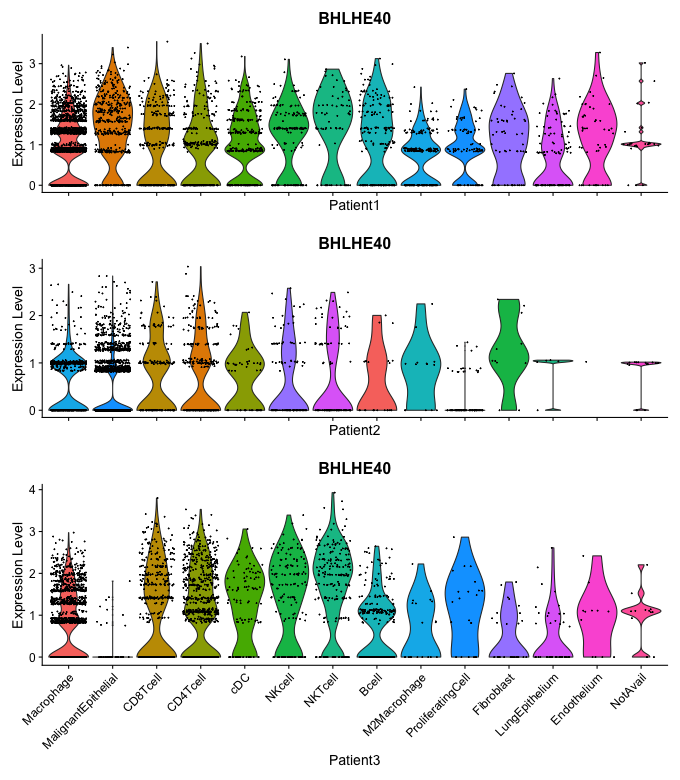 BHLHE40
Expression Level
3
2
1
0
Patient1
BHLHE40
Expression Level
3
2
1
0
Patient2
BHLHE40
Expression Level
4
3
2
1
0
Macrophage
MalignantEpithelial
CD8Tcell
CD4Tcell
cDC
NKcell
NKTcell
Bcell
M2Macrophage
ProliferatingCell
Fibroblast
LungEpithelium
Endothelium
NotAvail
Patient3